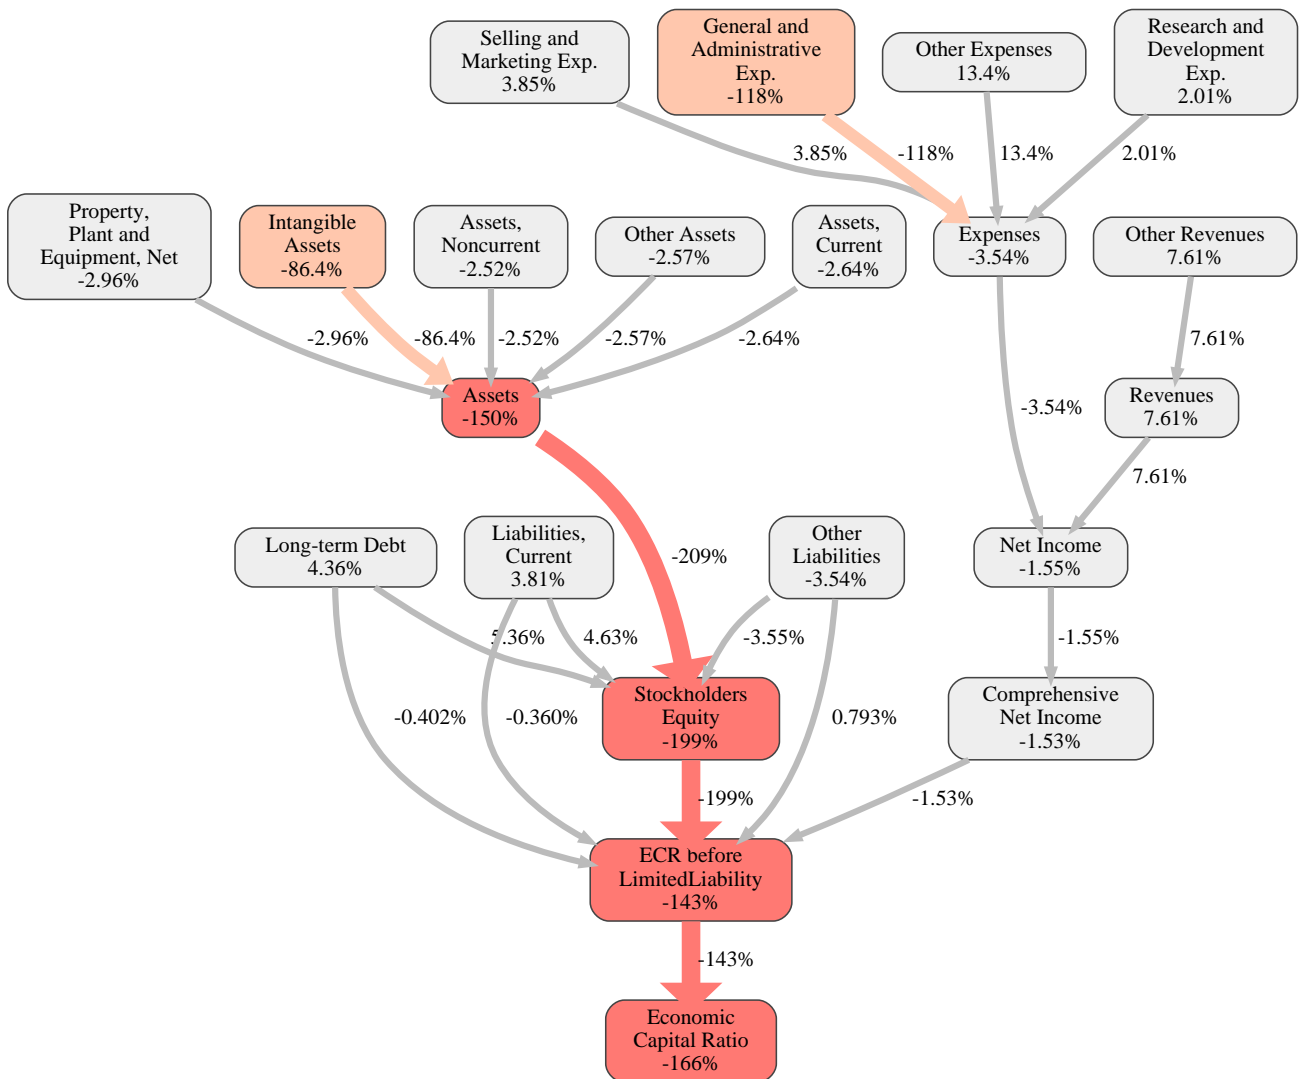 Selling and
Marketing Exp.
3.85%
General and
Administrative
Exp.
-118%
Other Expenses
13.4%
Research and
Development
Exp.
2.01%
3.85%
-118%
13.4%
2.01%
Property,
Plant and
Equipment, Net
-2.96%
Intangible
Assets
-86.4%
Assets,
Noncurrent
-2.52%
Other Assets
-2.57%
Assets,
Current
-2.64%
Expenses
-3.54%
Other Revenues
7.61%
-2.96%
-86.4%
-2.52%
-2.57%
-2.64%
-3.54%
7.61%
Assets
-150%
Revenues
7.61%
-209%
7.61%
Long-term Debt
4.36%
Liabilities,
Current
3.81%
Other
Liabilities
-3.54%
Net Income
-1.55%
5.36%
4.63%
-3.55%
-1.55%
-0.402%
-0.360%
Stockholders
Equity
-199%
0.793%
Comprehensive
Net Income
-1.53%
-199%
-1.53%
ECR before
LimitedLiability
-143%
-143%
Economic
Capital Ratio
-166%